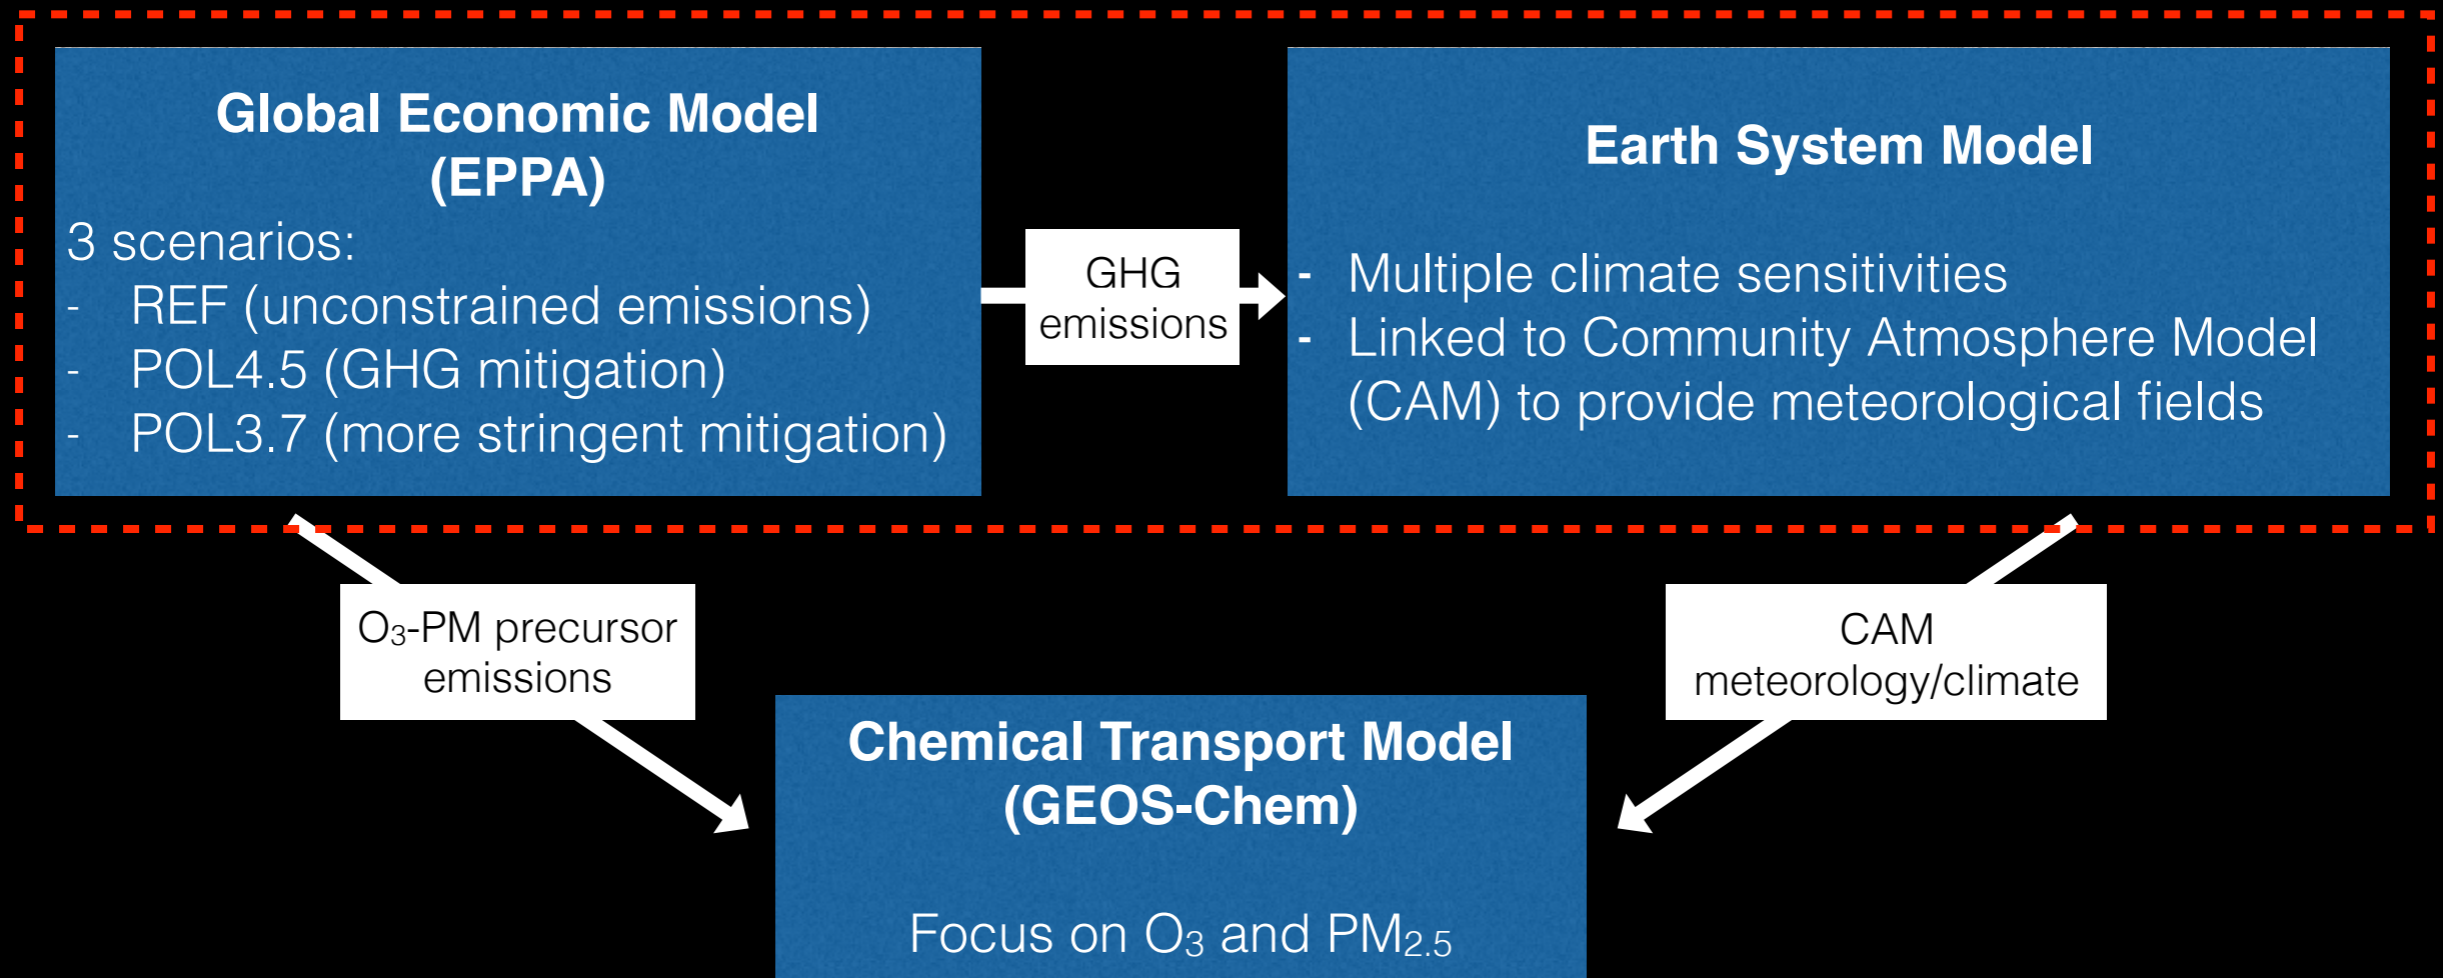 Global Economic Model
(EPPA)
3 scenarios:
- REF (unconstrained emissions)
- POL4.5 (GHG mitigation)
- POL3.7 (more stringent mitigation)
GHG
emissions
Earth System Model
- Multiple climate sensitivities
- Linked to Community Atmosphere Model
(CAM) to provide meteorological fields
O₃-PM precursor
emissions
CAM
meteorology/climate
Chemical Transport Model
(GEOS-Chem)
Focus on O₃ and PM₂.₅